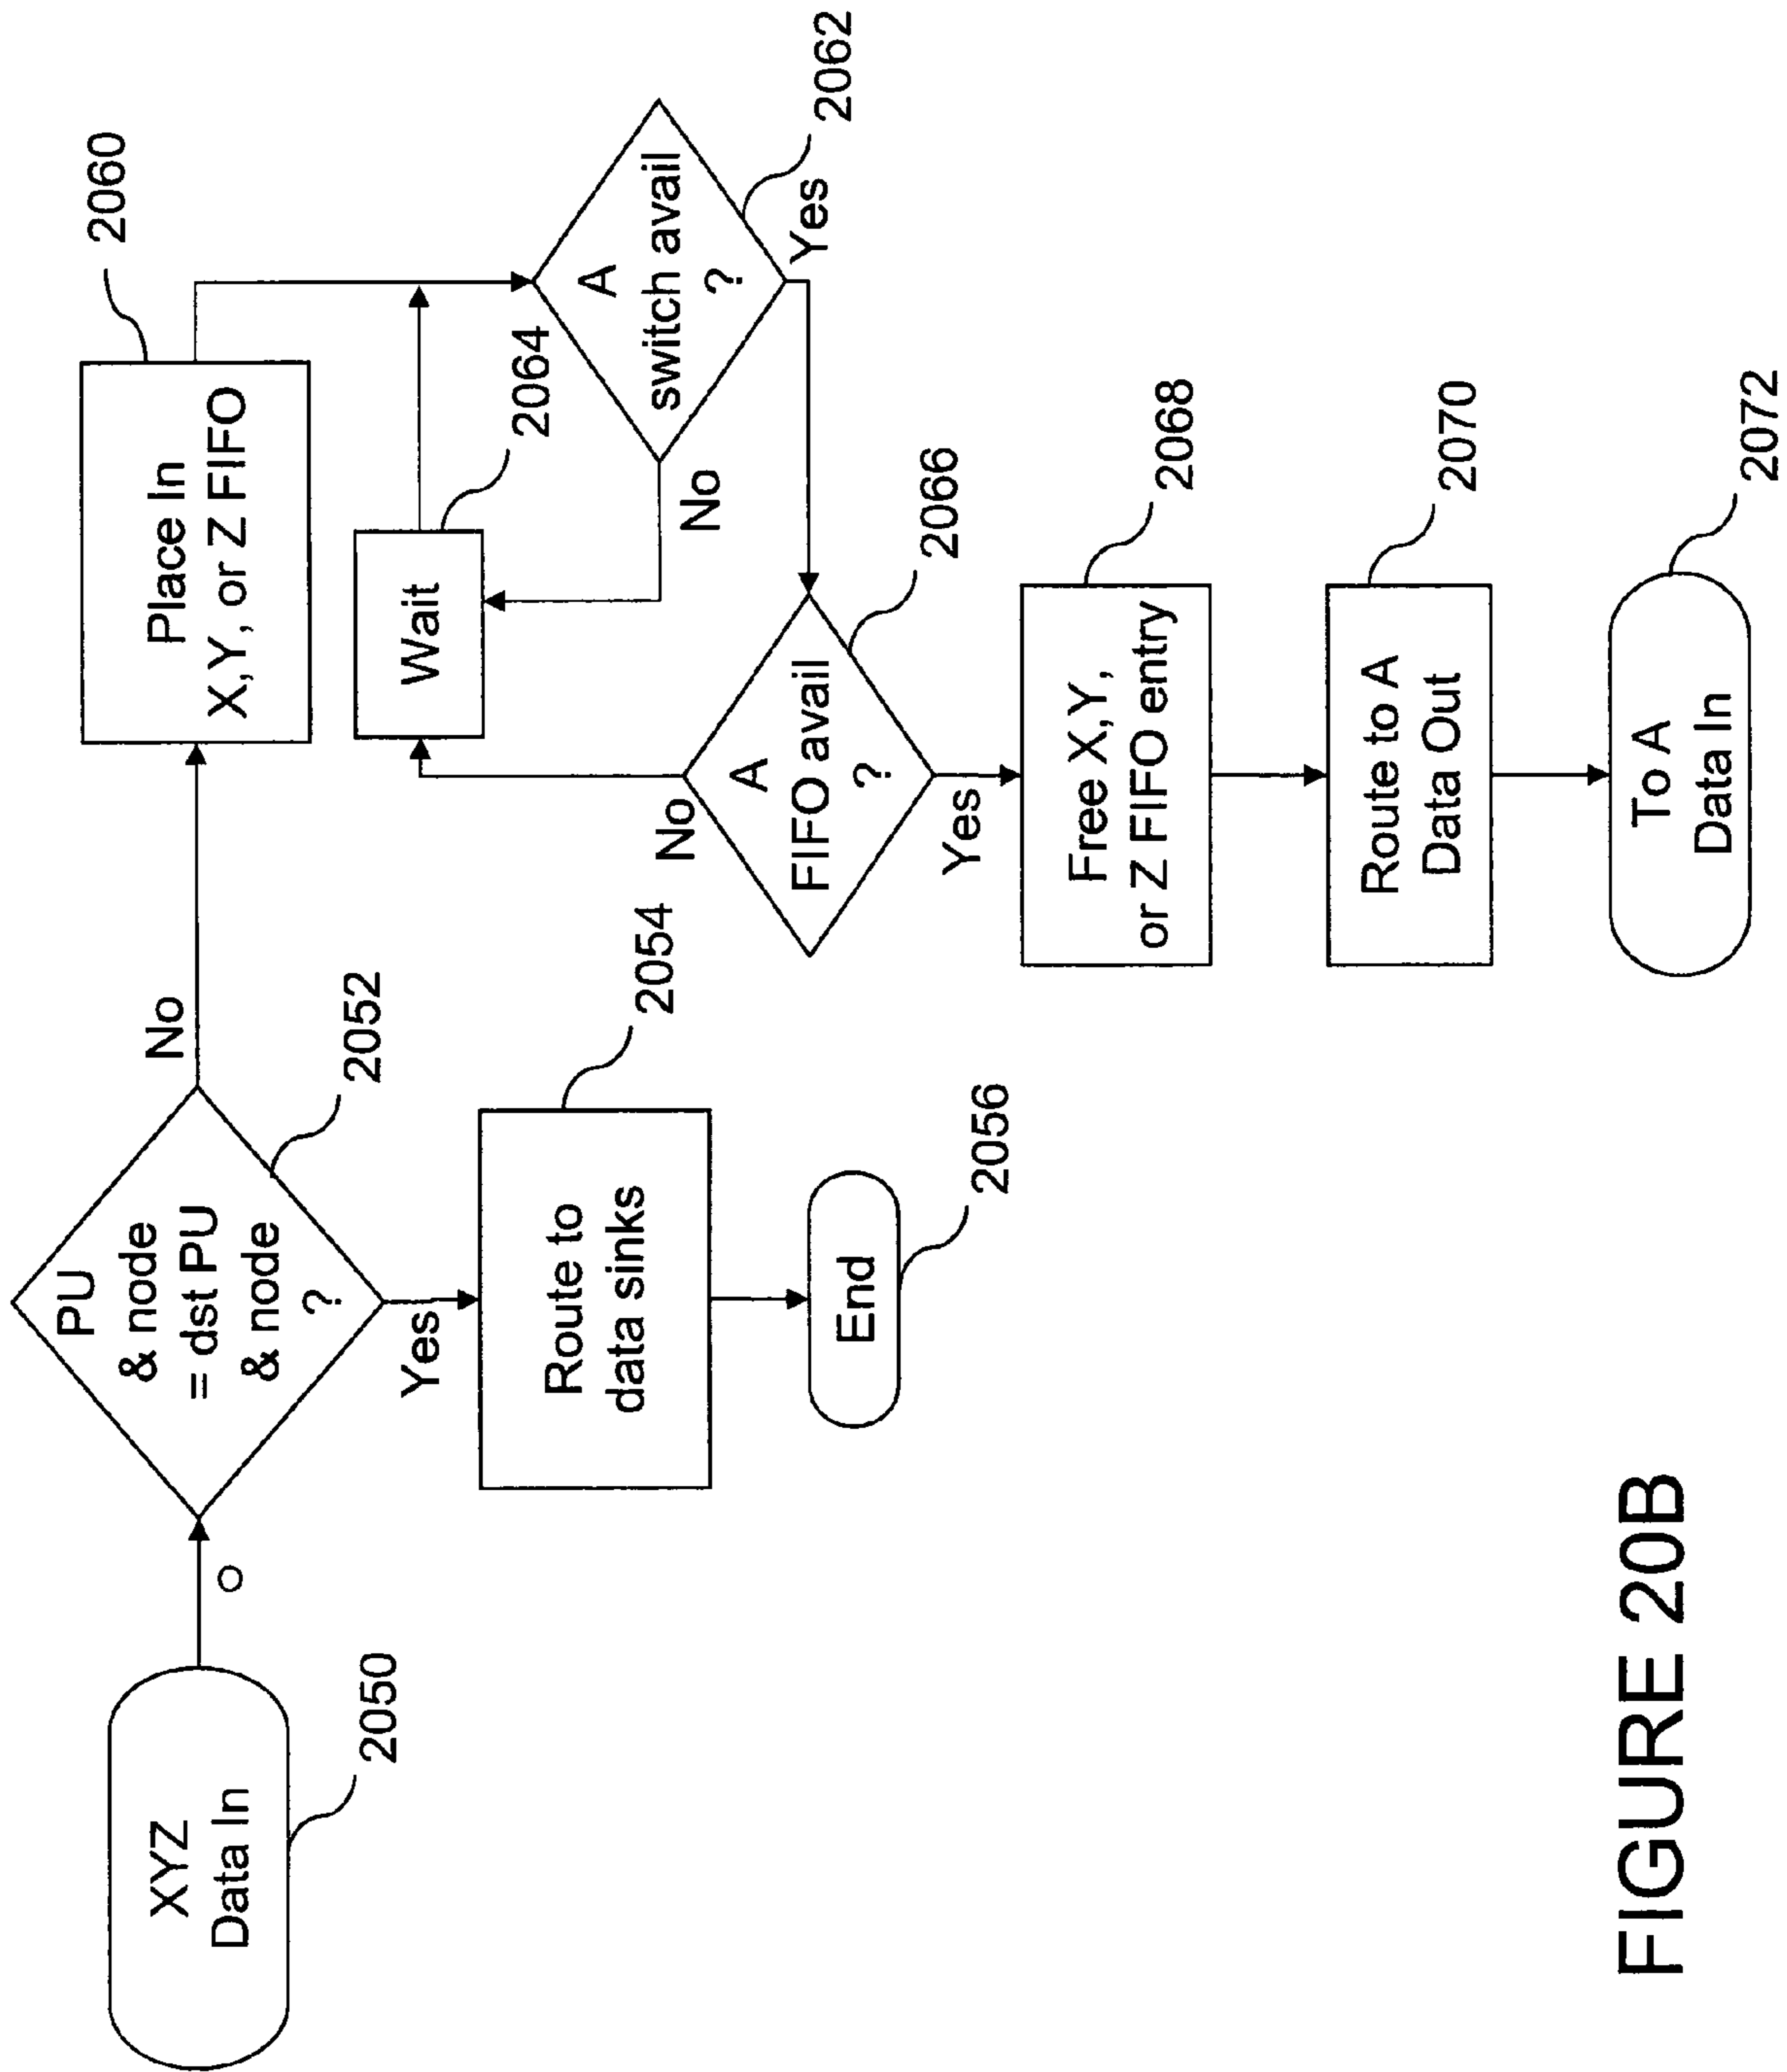 XYZ
Data In
2050
O
PU
& node
= dst PU
& node
?
2052
Yes
No
Route to
data sinks
2054
End
2056
Place In
X,Y, or Z FIFO
2060
A
switch avail
?
2062
No
Yes
Wait
2064
A
FIFO avail
?
2066
No
Yes
Free X,Y,
or Z FIFO entry
2068
Route to A
Data Out
2070
To A
Data In
2072
FIGURE 20B